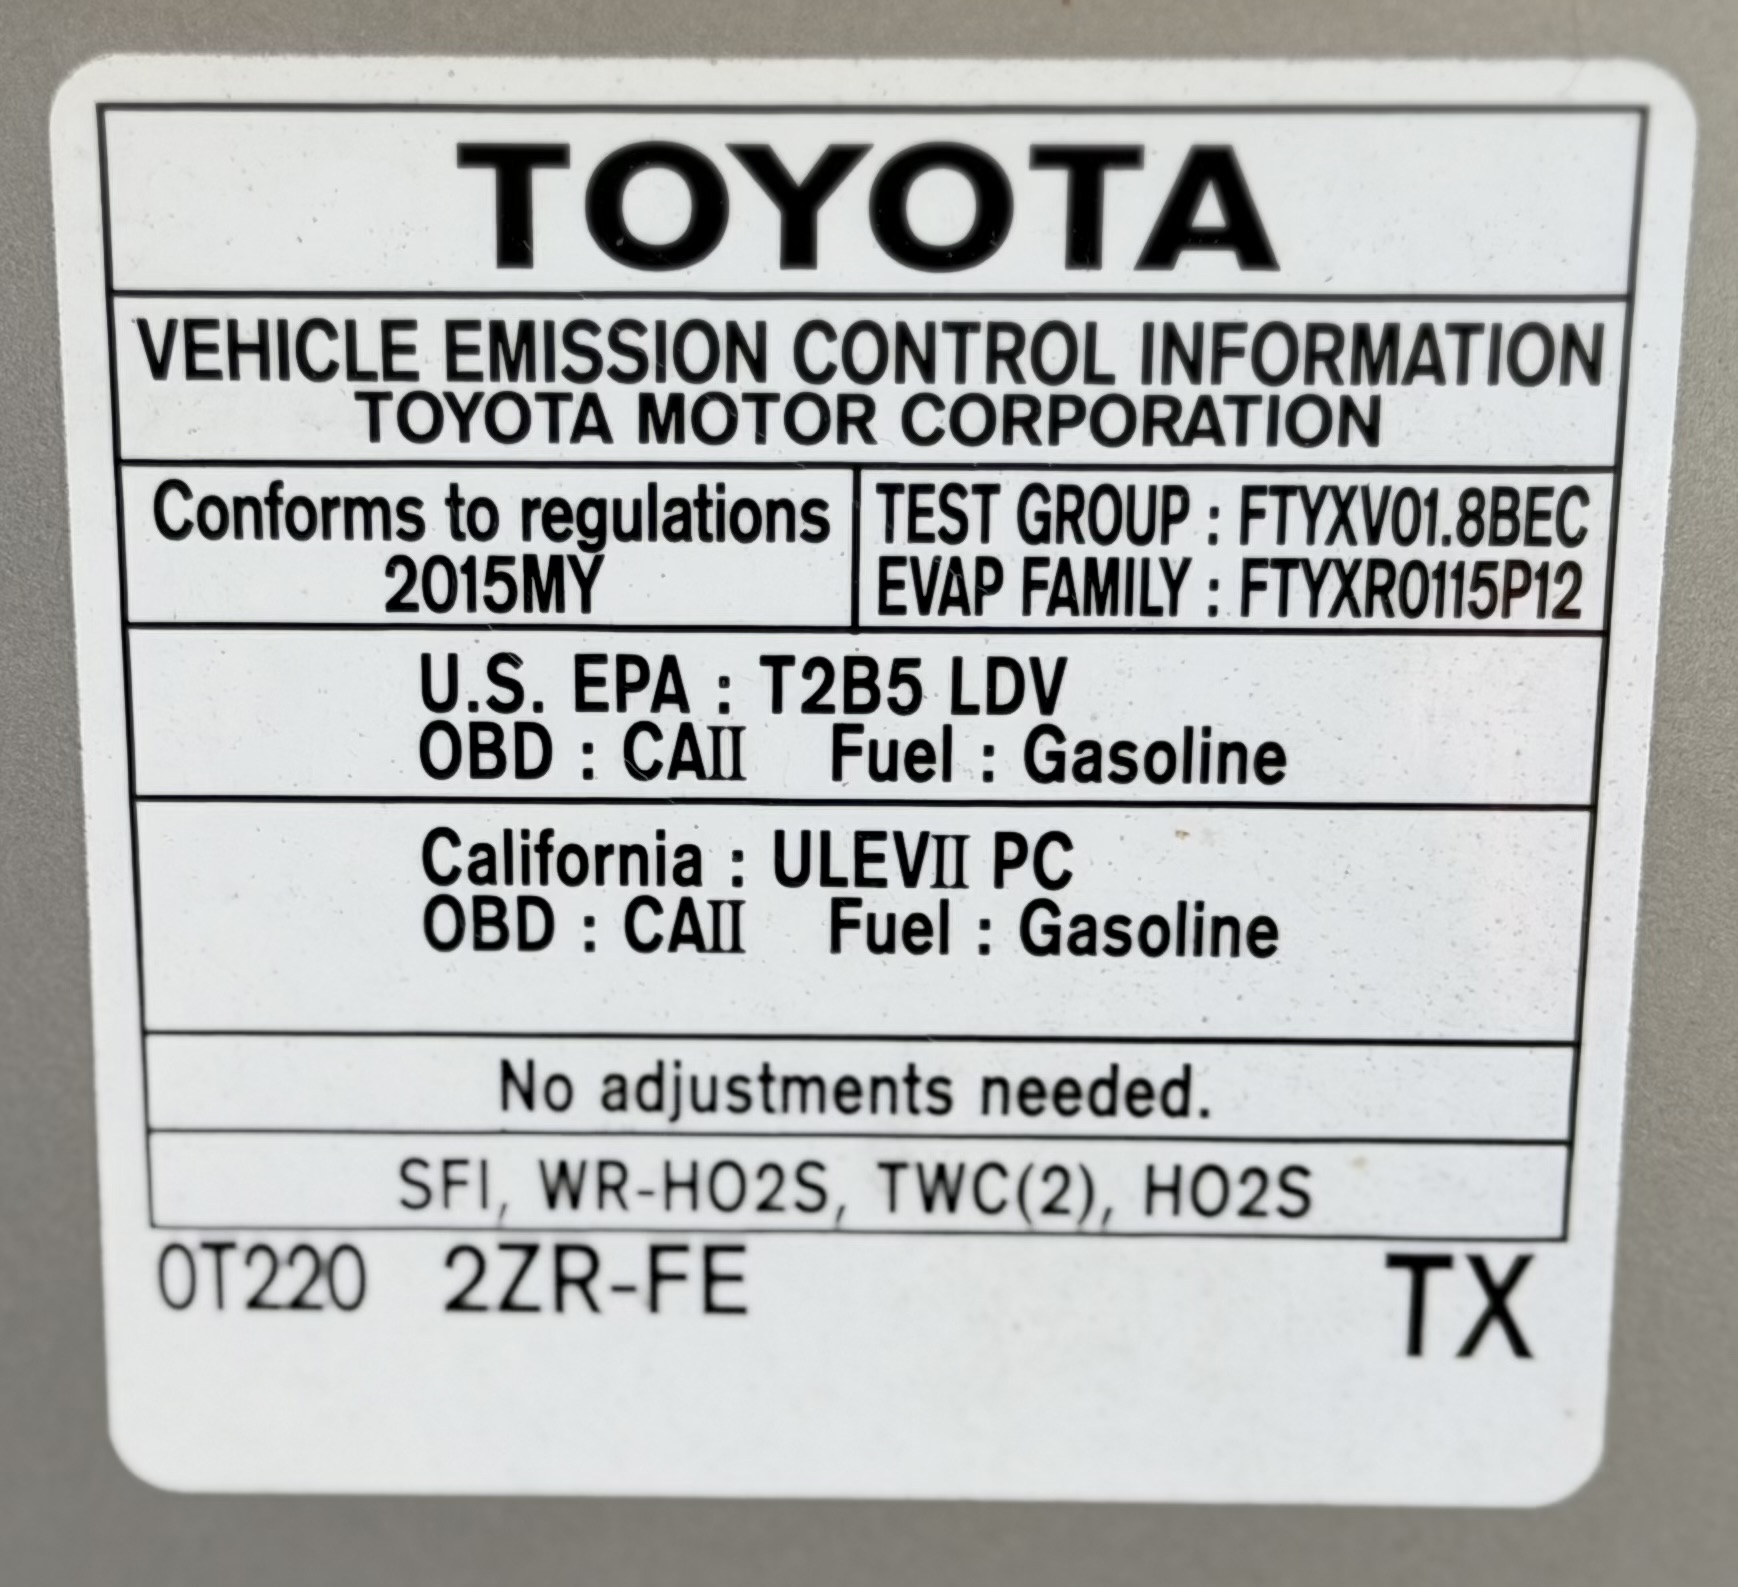 TOYOTA
VEHICLE EMISSION CONTROL INFORMATION
TOYOTA MOTOR CORPORATION
Conforms to regulations
2015MY
TEST GROUP : FTYXV01.8BEC
EVAP FAMILY : FTYXR0115P12
U.S. EPA : T2B5 LDV
OBD : CAII Fuel : Gasoline
California : ULEVII PC
OBD : CAII Fuel : Gasoline
No adjustments needed.
SFI, WR-HO2S, TWC(2), HO2S
0T220 2ZR-FE TX